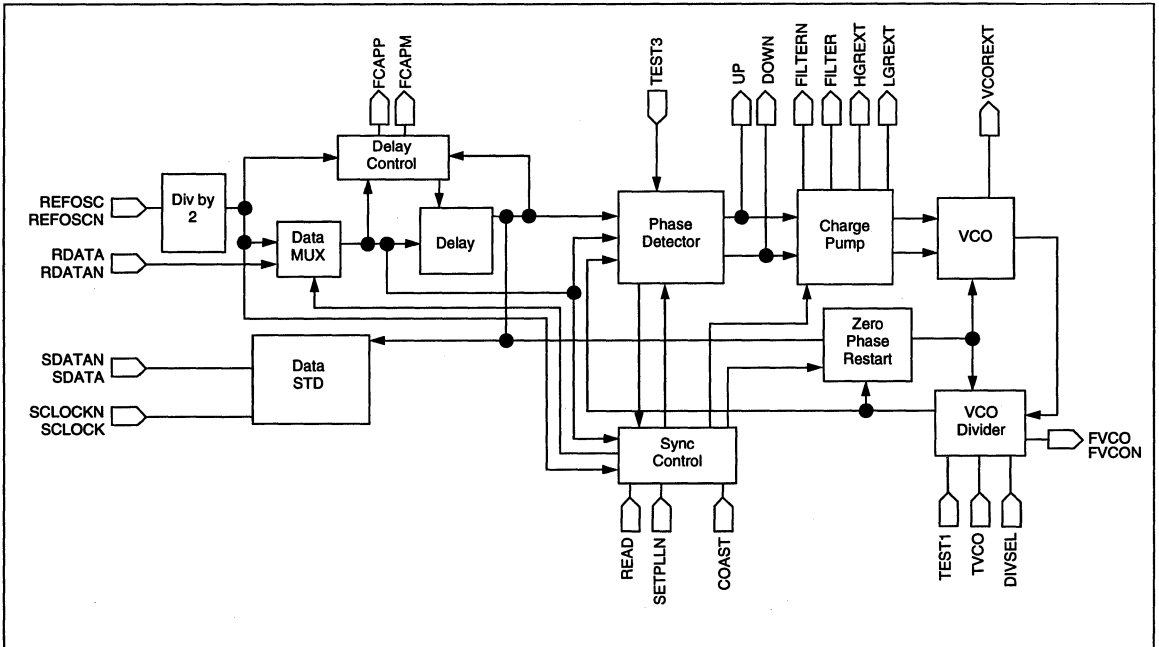 FCAPP
FCAPM
TEST3
UP
DOWN
FILTERN
FILTER
HGREXT
LGREXT
VCOREXT
Delay
Control
REFOSC
REFOSCN
Div by
2
RDATA
RDATAN
Data
MUX
Delay
Phase
Detector
Charge
Pump
VCO
SDATAN
SDATA
SCLOCKN
SCLOCK
Data
STD
Zero
Phase
Restart
Sync
Control
VCO
Divider
FVCO
FVCON
READ
SETPLLN
COAST
TEST1
TVCO
DIVSEL